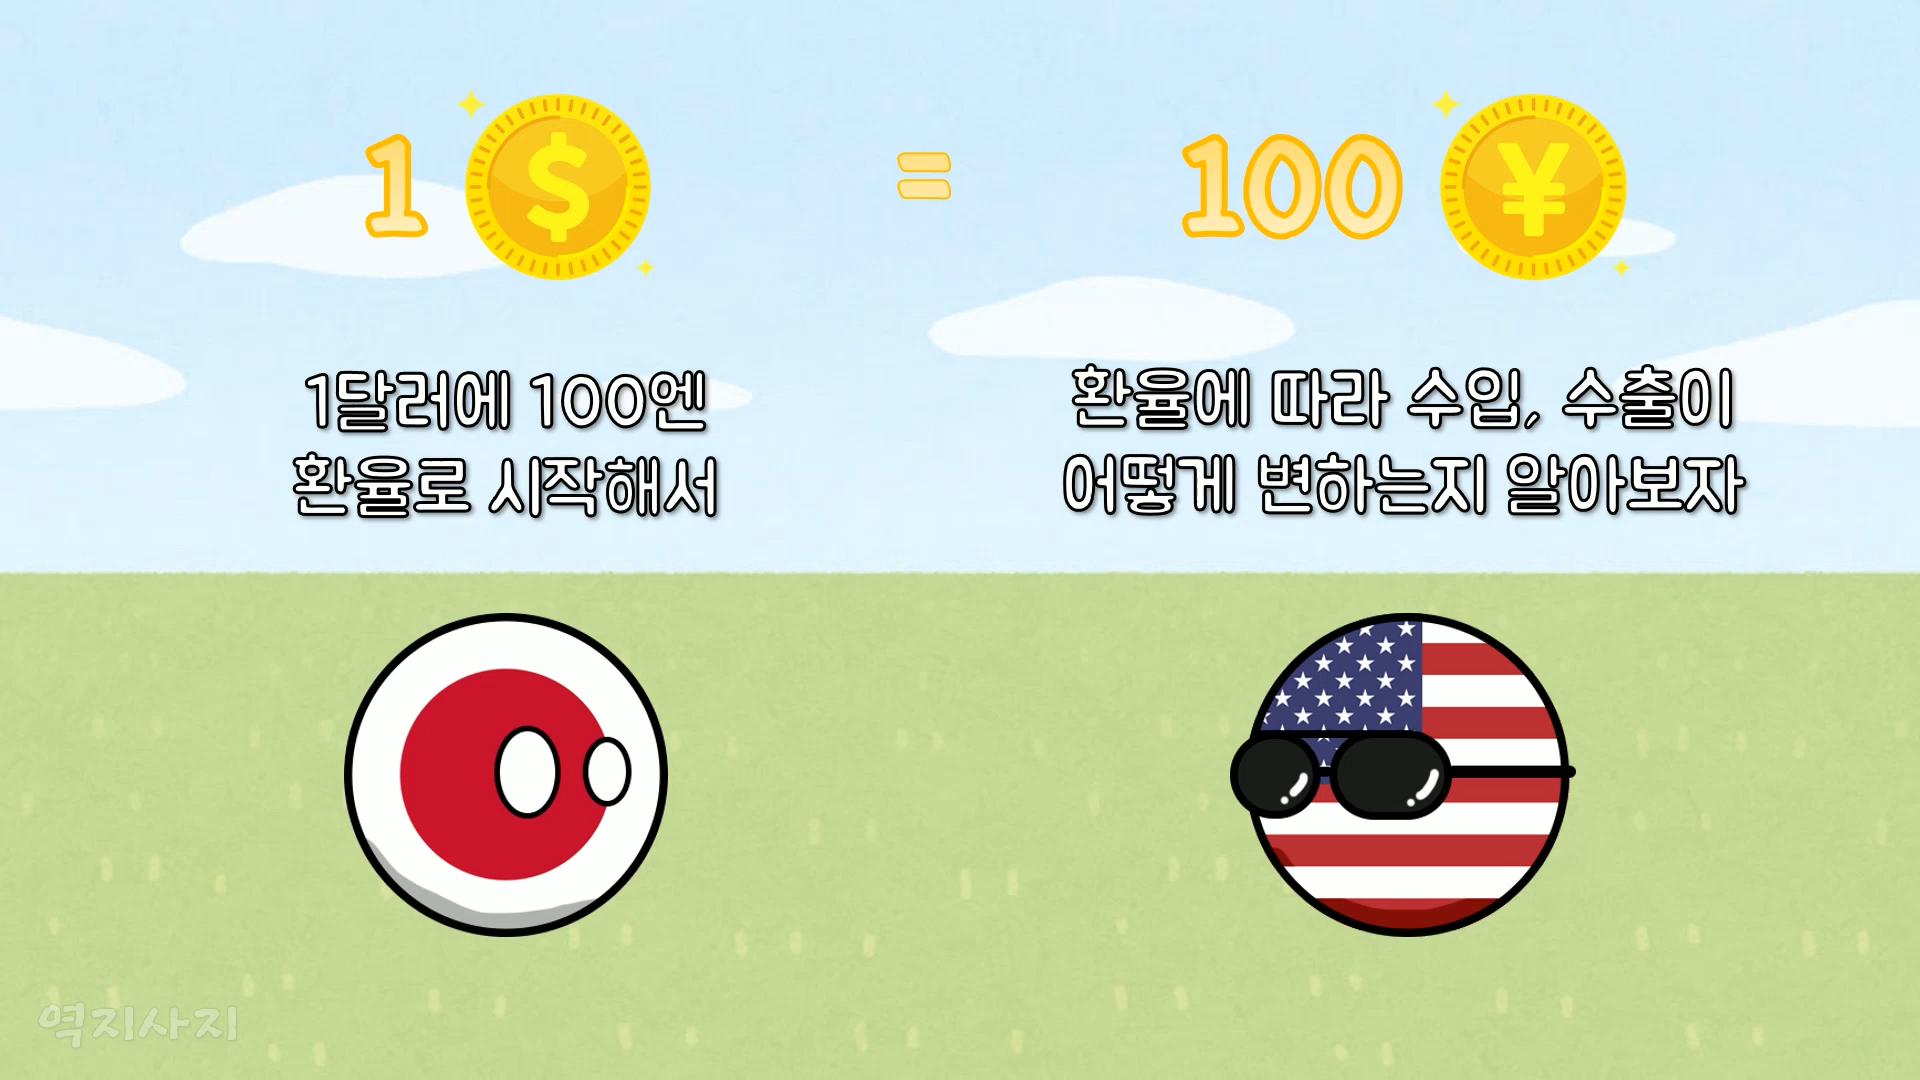 1 $ = 100 ¥
1달러에 100엔
환율로 시작해서
환율에 따라 수입, 수출이
어떻게 변하는지 알아보자
역지사지